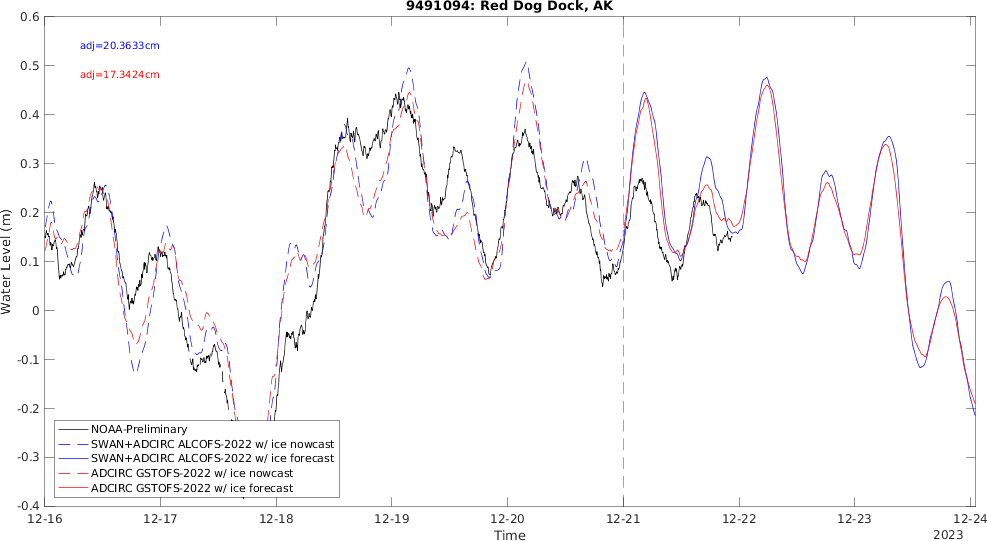 9491094: Red Dog Dock, AK
0.6
0.5
0.4
0.3
0.2
0.1
0
-0.1
-0.2
-0.3
-0.4
Water Level (m)
adj=20.3633cm
adj=17.3424cm
NOAA-Preliminary
SWAN+ADCIRC ALCOFS-2022 w/ ice nowcast
SWAN+ADCIRC ALCOFS-2022 w/ ice forecast
ADCIRC GSTOFS-2022 w/ ice nowcast
ADCIRC GSTOFS-2022 w/ ice forecast
12-16 12-17 12-18 12-19 12-20 12-21 12-22 12-23 12-24
Time
2023